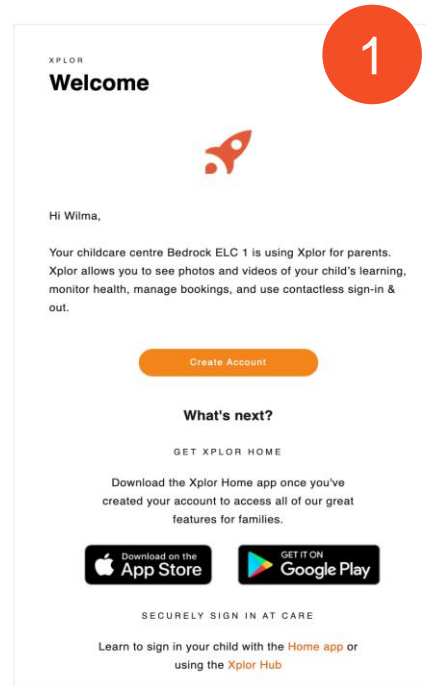 1
XPLOR
Welcome
Hi Wilma,
Your childcare centre Bedrock ELC 1 is using Xplor for parents.
Xplor allows you to see photos and videos of your child's learning,
monitor health, manage bookings, and use contactless sign-in &
out.
Create Account
What's next?
GET XPLOR HOME
Download the Xplor Home app once you've
created your account to access all of our great
features for families.
Download on the
App Store
GET IT ON
Google Play
SECURELY SIGN IN AT CARE
Learn to sign in your child with the Home app or
using the Xplor Hub